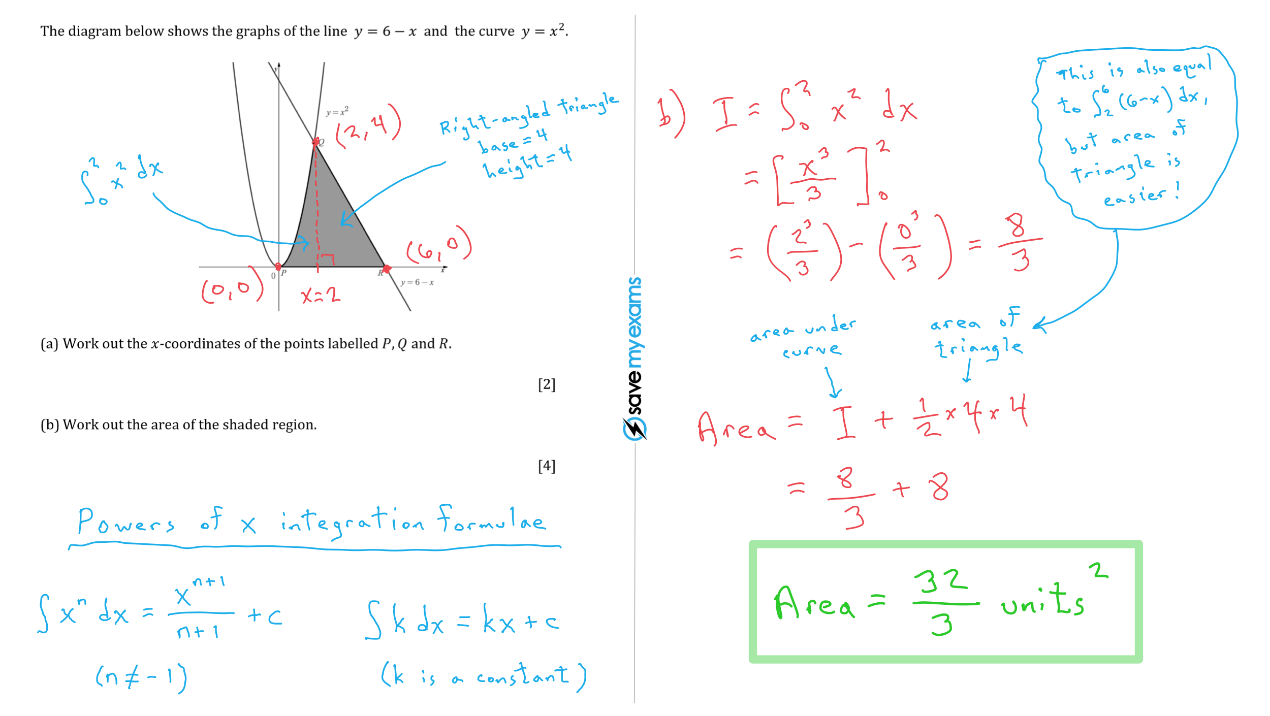 The diagram below shows the graphs of the line y = 6 − x and the curve y = x².
y
y = x²
Q
(2,4)
Right-angled triangle
base = 4
height = 4
∫₀² x² dx
(6,0)
0
P
R
x
(0,0)
x=2
y = 6 − x
(a) Work out the x-coordinates of the points labelled P, Q and R.
[2]
(b) Work out the area of the shaded region.
[4]
Powers of x integration formulae
∫ xⁿ dx = xⁿ⁺¹/(n+1) + c
(n ≠ -1)
∫ k dx = kx + c
(k is a constant)
savemyexams
b) I = ∫₀² x² dx
= [x³/3]₀²
= (2³/3) − (0³/3) = 8/3
This is also equal
to ∫₂⁶ (6-x) dx,
but area of
triangle is
easier!
area under
curve
area of
triangle
Area = I + 1/2 × 4 × 4
= 8/3 + 8
Area = 32/3 units²